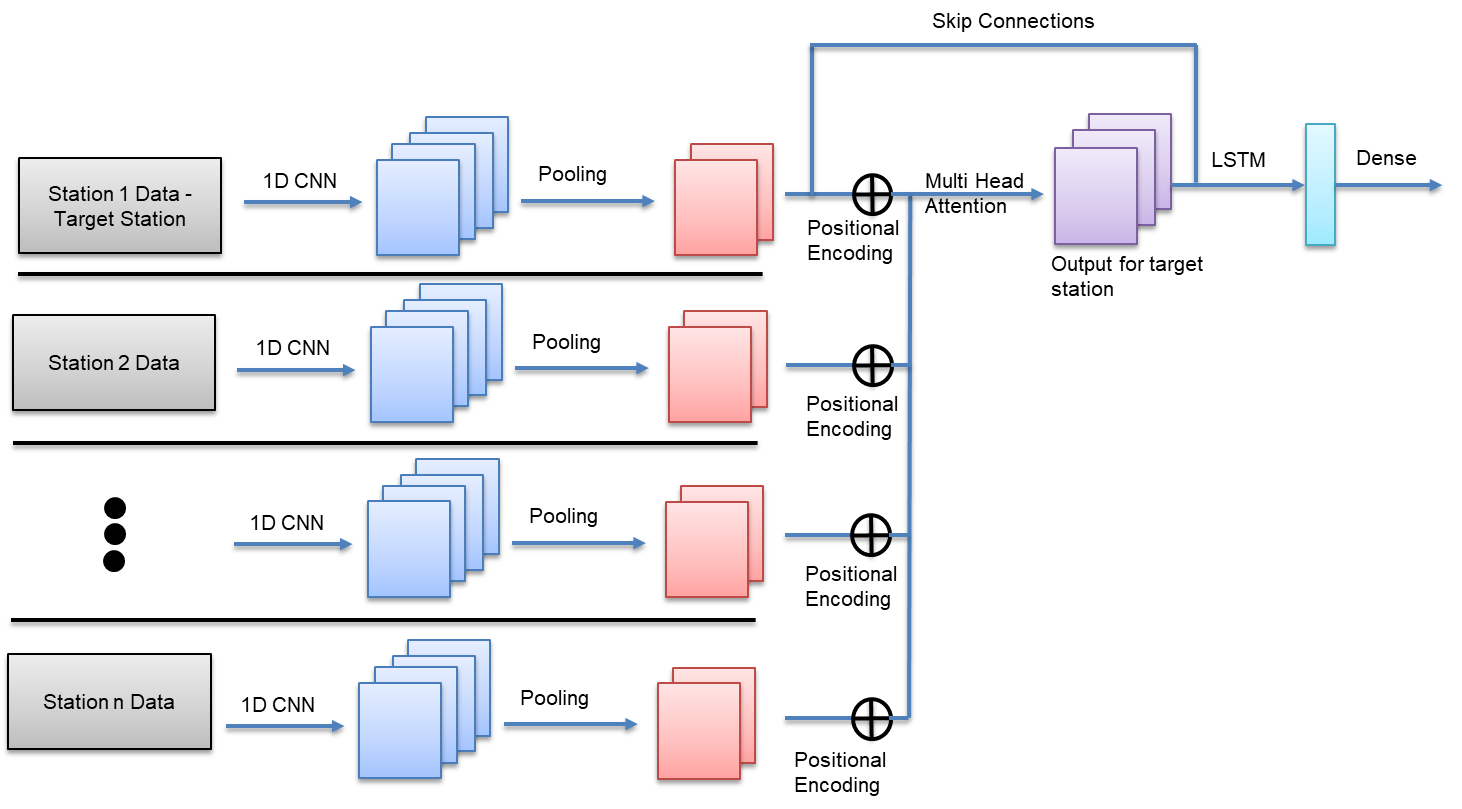 Skip Connections
Station 1 Data -
Target Station
1D CNN
Pooling
Positional
Encoding
Multi Head
Attention
Output for target
station
LSTM
Dense
Station 2 Data
1D CNN
Pooling
Positional
Encoding
1D CNN
Pooling
Positional
Encoding
Station n Data
1D CNN
Pooling
Positional
Encoding